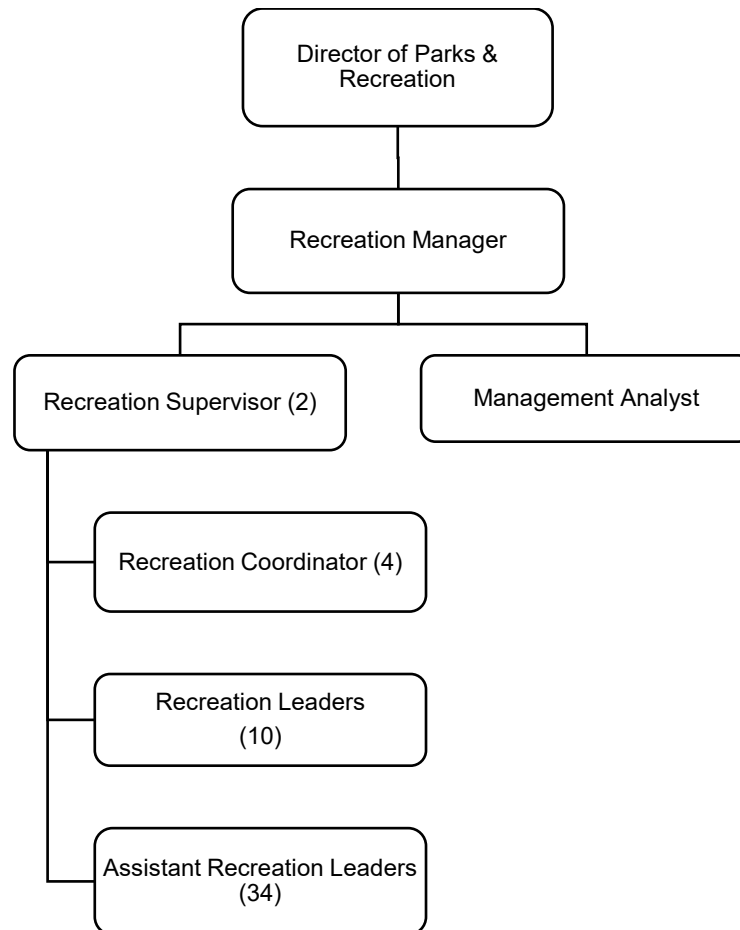 Director of Parks &
Recreation
Recreation Manager
Recreation Supervisor (2)
Management Analyst
Recreation Coordinator (4)
Recreation Leaders
(10)
Assistant Recreation Leaders
(34)